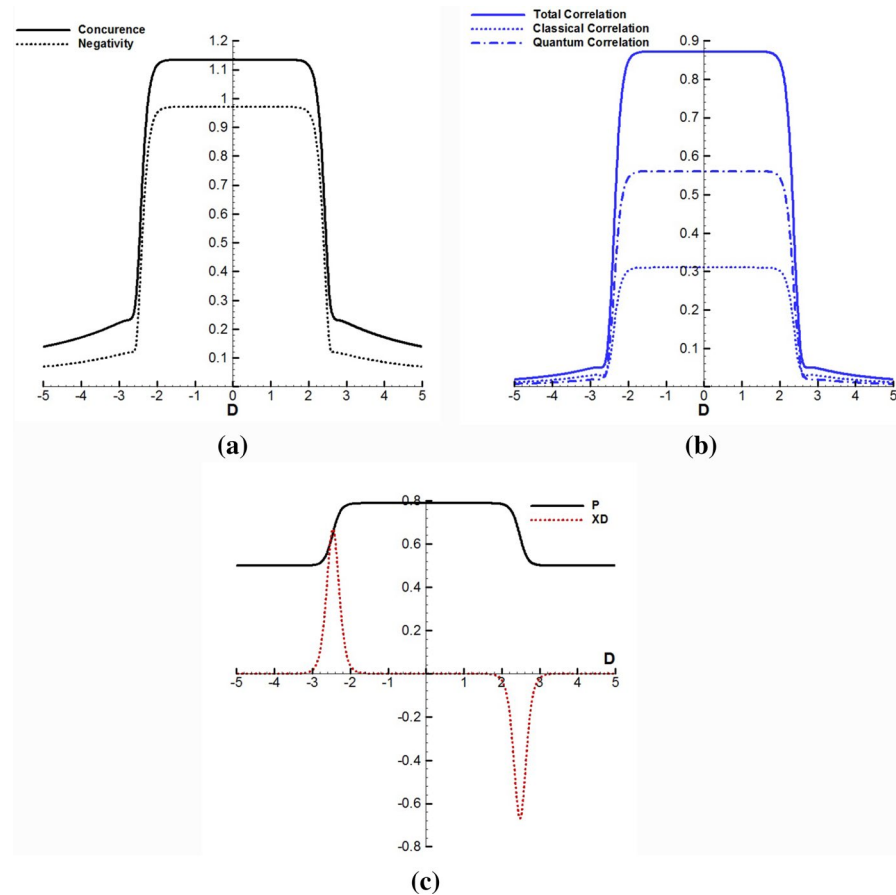 Concurence
Negativity
1.2
1.1
1
0.9
0.8
0.7
0.6
0.5
0.4
0.3
0.2
0.1
-5 -4 -3 -2 -1 0 1 2 3 4 5
D
(a)
Total Correlation
Classical Correlation
Quantum Correlation
0.9
0.8
0.7
0.6
0.5
0.4
0.3
0.2
0.1
-5 -4 -3 -2 -1 0 1 2 3 4 5
D
(b)
P
XD
0.8
0.6
0.4
0.2
D
-5 -4 -3 -2 -1 1 2 3 4 5
-0.2
-0.4
-0.6
-0.8
(c)